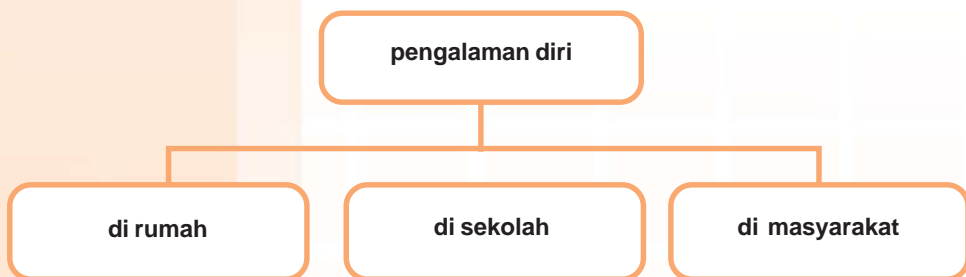 pengalaman diri
di rumah
di sekolah
di masyarakat